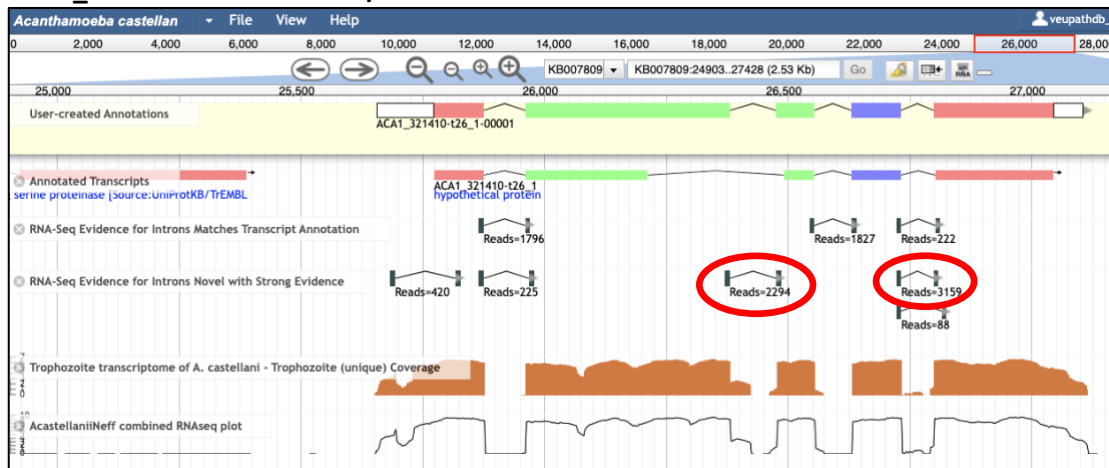 Acanthamoeba castellan File View Help veupathdb_
0 2,000 4,000 6,000 8,000 10,000 12,000 14,000 16,000 18,000 20,000 22,000 24,000 26,000 28,00
KB007809 KB007809:24903..27428 (2.53 Kb) Go RNA
25,000 25,500 26,000 26,500 27,000
User-created Annotations
ACA1_321410-t26_1-00001
Annotated Transcripts
serine proteinase [Source:UniProtKB/TrEMBL
ACA1_321410-t26_1
hypothetical protein
RNA-Seq Evidence for Introns Matches Transcript Annotation
Reads=1796 Reads=1827 Reads=222
RNA-Seq Evidence for Introns Novel with Strong Evidence
Reads=420 Reads=225 Reads=2294 Reads=3159
Reads=88
Trophozoite transcriptome of A. castellani - Trophozoite (unique) Coverage
AcastellaniiNeff combined RNAseq plot